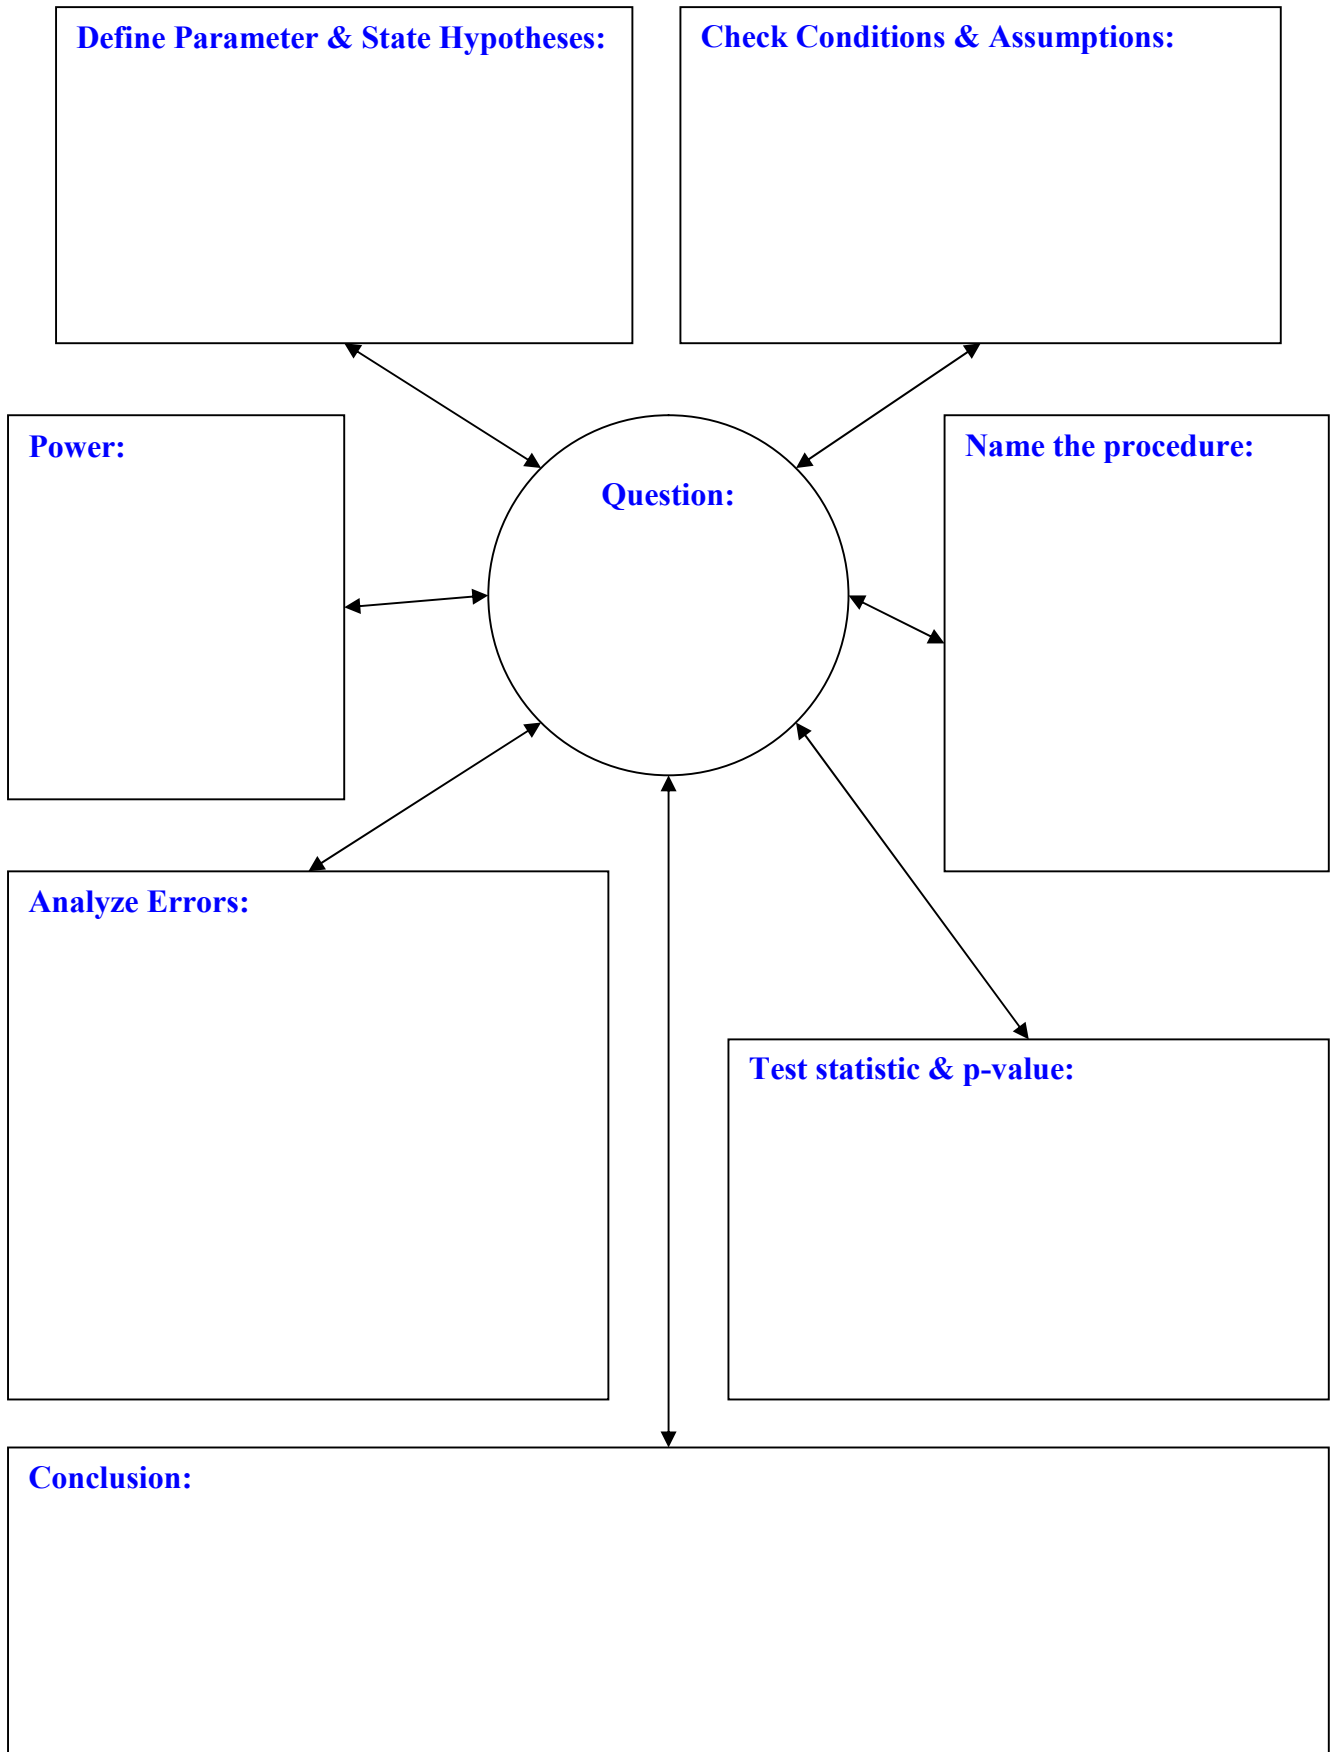 Define Parameter & State Hypotheses:
Check Conditions & Assumptions:
Power:
Question:
Name the procedure:
Analyze Errors:
Test statistic & p-value:
Conclusion: